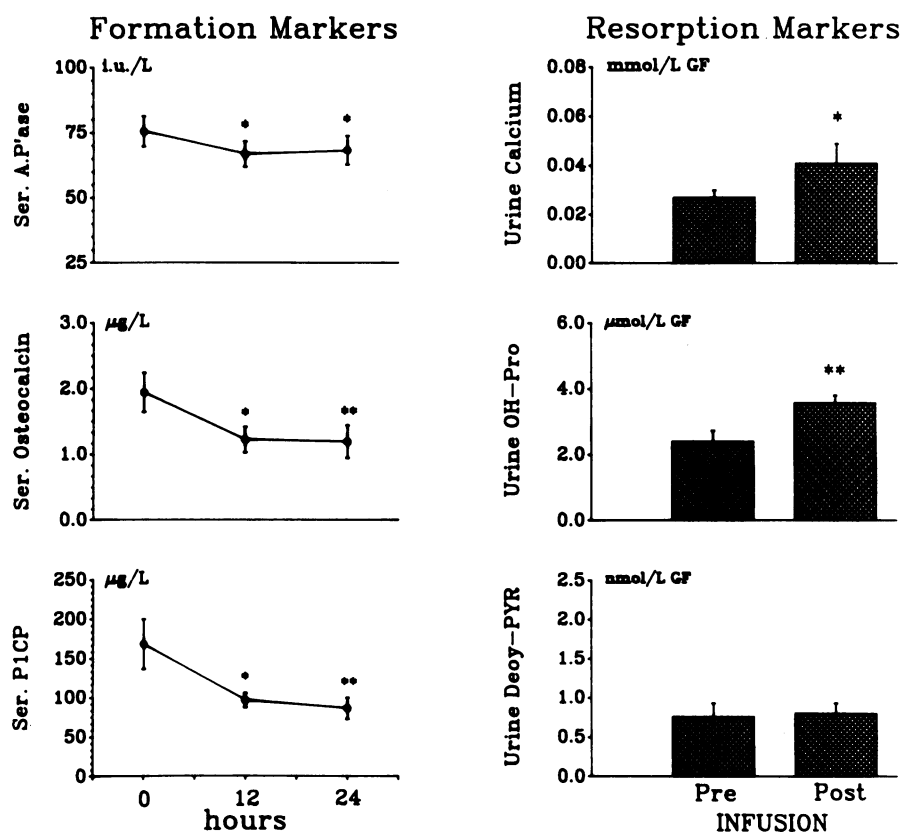 Formation Markers
i.u./L
Ser. A.P'ase
100
75
50
25
*
*
µg/L
Ser. Osteocalcin
3.0
2.0
1.0
0.0
*
**
µg/L
Ser. P1CP
250
200
150
100
50
0
*
**
0 12 24
hours
Resorption Markers
mmol/L GF
Urine Calcium
0.08
0.06
0.04
0.02
0.00
*
µmol/L GF
Urine OH-Pro
6.0
4.0
2.0
0.0
**
nmol/L GF
Urine Deoy-PYR
2.5
2.0
1.5
1.0
0.5
0.0
Pre Post
INFUSION